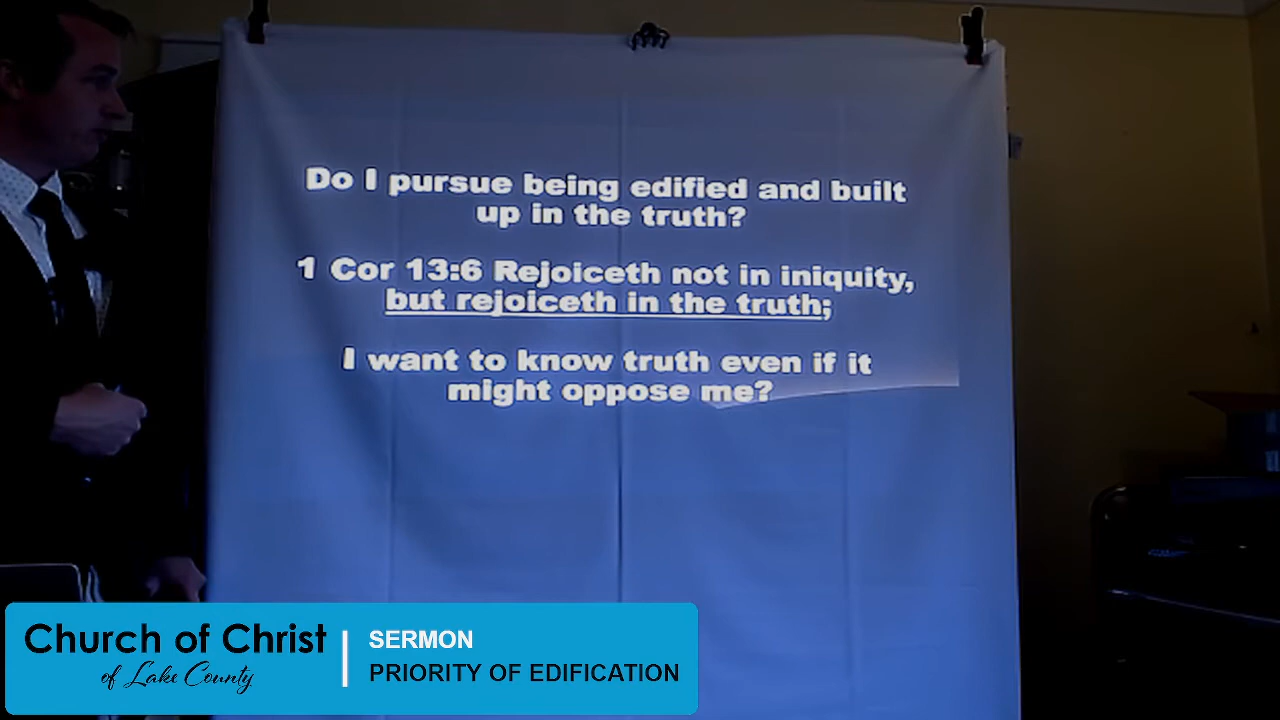 Do I pursue being edified and built
up in the truth?
1 Cor 13:6 Rejoiceth not in iniquity,
but rejoiceth in the truth;
I want to know truth even if it
might oppose me?
Church of Christ
of Lake County
SERMON
PRIORITY OF EDIFICATION